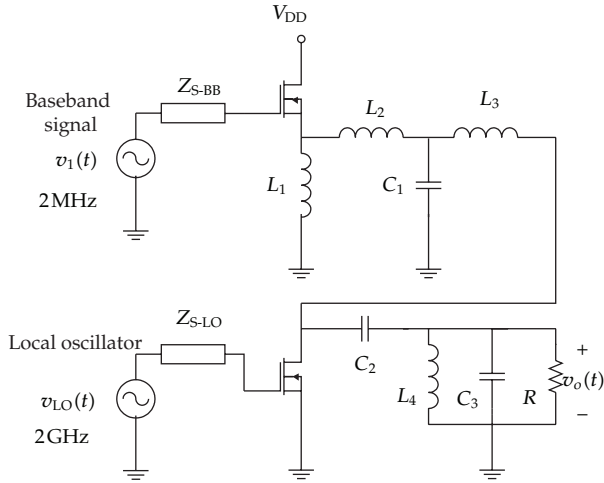 V_DD
Z_S-BB
Baseband
signal
v_1(t)
2 MHz
L_2
L_3
L_1
C_1
Z_S-LO
Local oscillator
v_LO(t)
2 GHz
C_2
L_4
C_3
R
+
v_o(t)
−